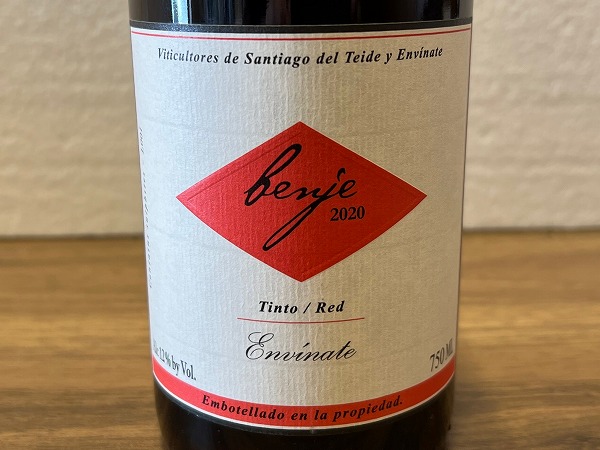 Viticultores de Santiago del Teide y Envínate
benje
2020
Tinto / Red
Envínate
12% by Vol.
750 ML
Embotellado en la propiedad.